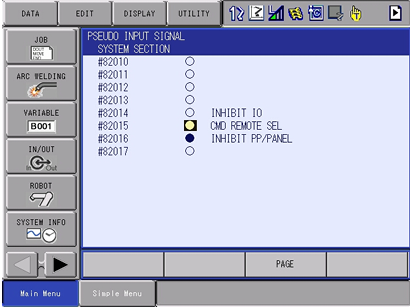 DATA EDIT DISPLAY UTILITY
JOB
ARC WELDING
VARIABLE
B001
IN/OUT
In Out
ROBOT
SYSTEM INFO
PSEUDO INPUT SIGNAL
SYSTEM SECTION
#82010
#82011
#82012
#82013
#82014 INHIBIT IO
#82015 CMD REMOTE SEL
#82016 INHIBIT PP/PANEL
#82017
PAGE
Main Menu Simple Menu